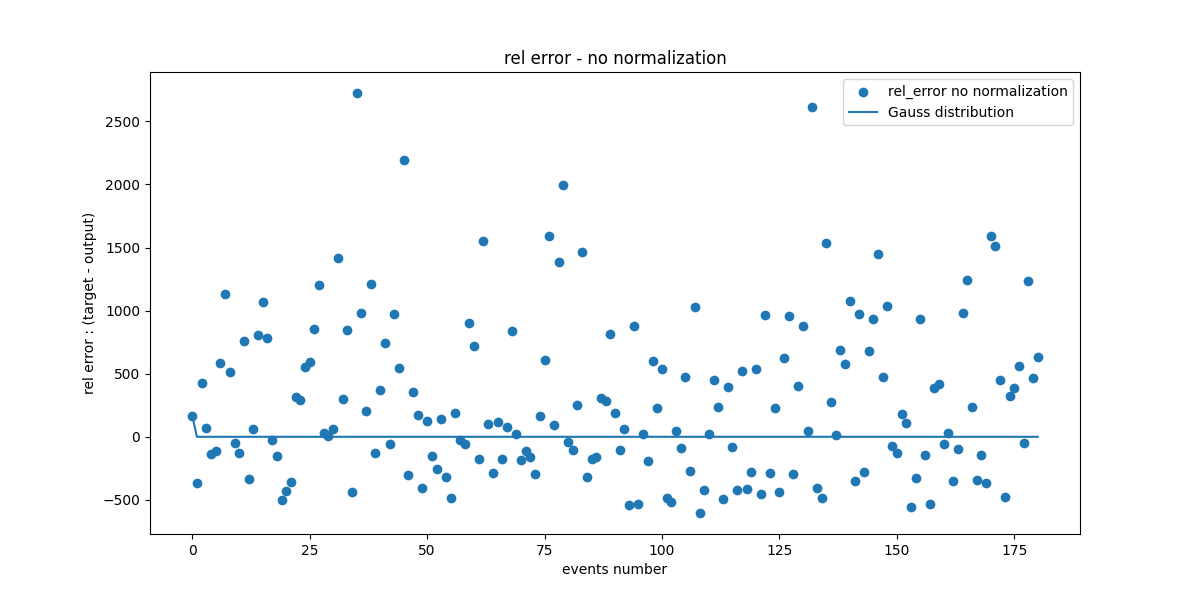 rel error - no normalization
rel_error no normalization
Gauss distribution
rel error : (target - output)
2500
2000
1500
1000
500
0
−500
0 25 50 75 100 125 150 175
events number